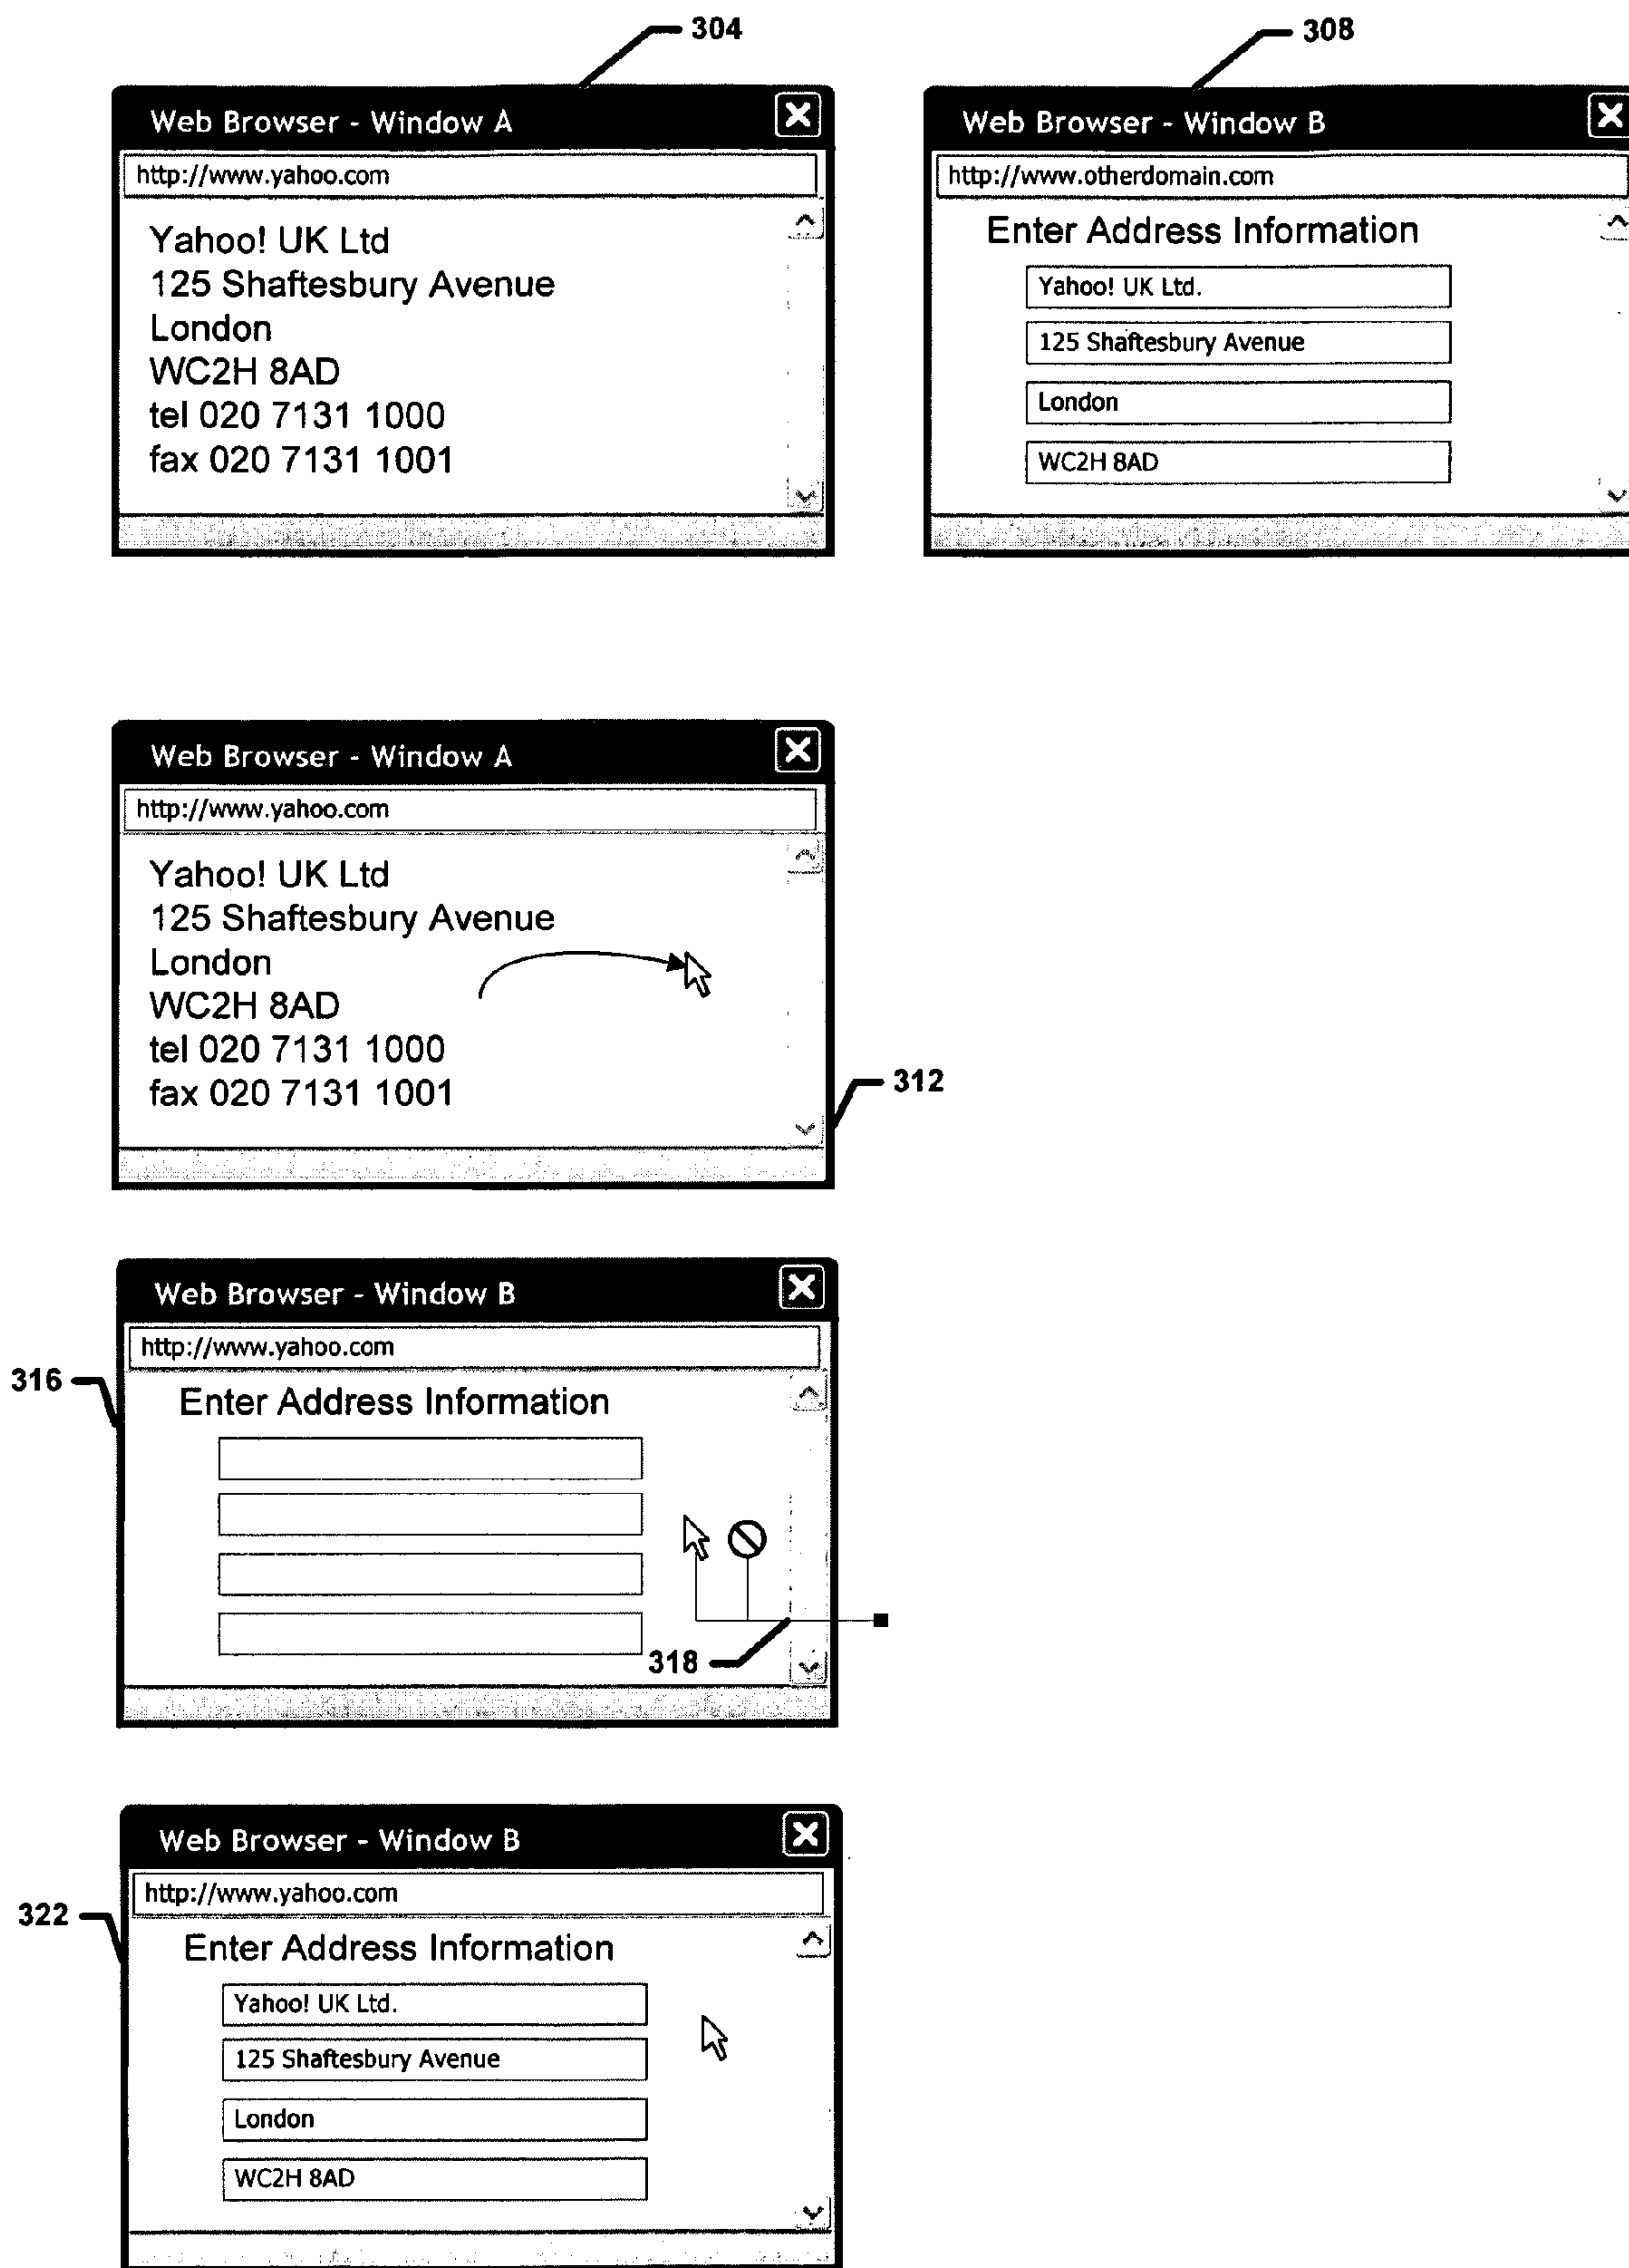 304
Web Browser - Window A
http://www.yahoo.com
Yahoo! UK Ltd
125 Shaftesbury Avenue
London
WC2H 8AD
tel 020 7131 1000
fax 020 7131 1001
308
Web Browser - Window B
http://www.otherdomain.com
Enter Address Information
Yahoo! UK Ltd.
125 Shaftesbury Avenue
London
WC2H 8AD
Web Browser - Window A
http://www.yahoo.com
Yahoo! UK Ltd
125 Shaftesbury Avenue
London
WC2H 8AD
tel 020 7131 1000
fax 020 7131 1001
312
Web Browser - Window B
http://www.yahoo.com
316
Enter Address Information
318
Web Browser - Window B
http://www.yahoo.com
322
Enter Address Information
Yahoo! UK Ltd.
125 Shaftesbury Avenue
London
WC2H 8AD